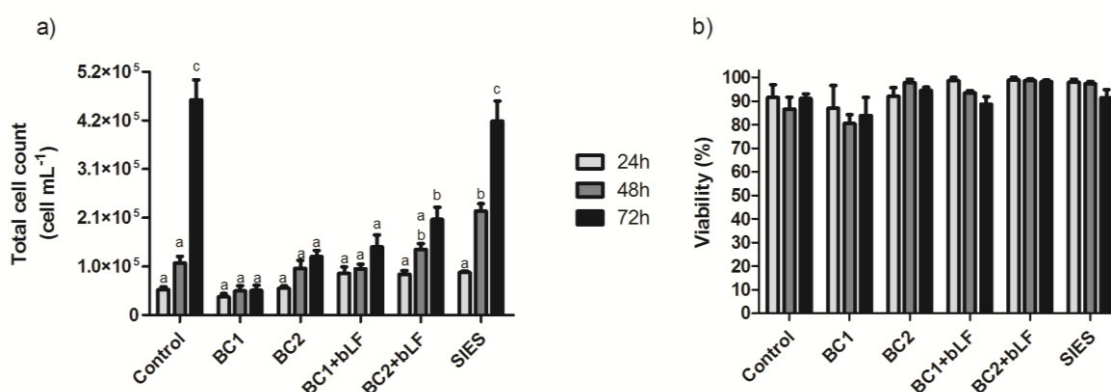 a)
Total cell count
(cell mL⁻¹)
5.2×10⁵
4.2×10⁵
3.1×10⁵
2.1×10⁵
1.0×10⁵
0
a a c
a a a
a a a
a a a
a a b b
a b c
Control BC1 BC2 BC1+bLF BC2+bLF SIES
24h
48h
72h
b)
Viability (%)
100
90
80
70
60
50
40
30
20
10
0
Control BC1 BC2 BC1+bLF BC2+bLF SIES